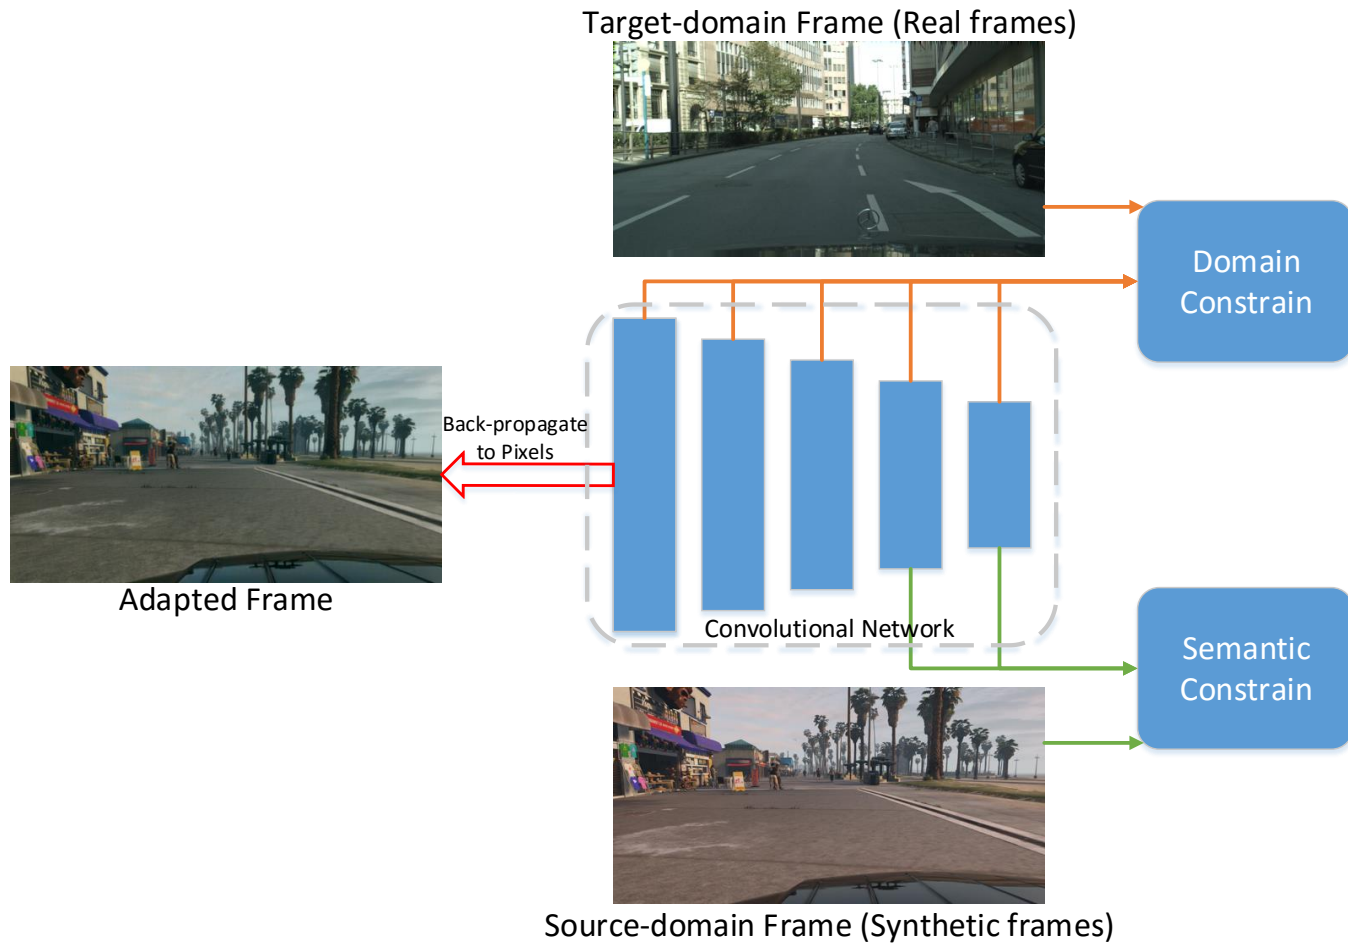 Target-domain Frame (Real frames)
Domain
Constrain
Back-propagate
to Pixels
Adapted Frame
Convolutional Network
Semantic
Constrain
Source-domain Frame (Synthetic frames)